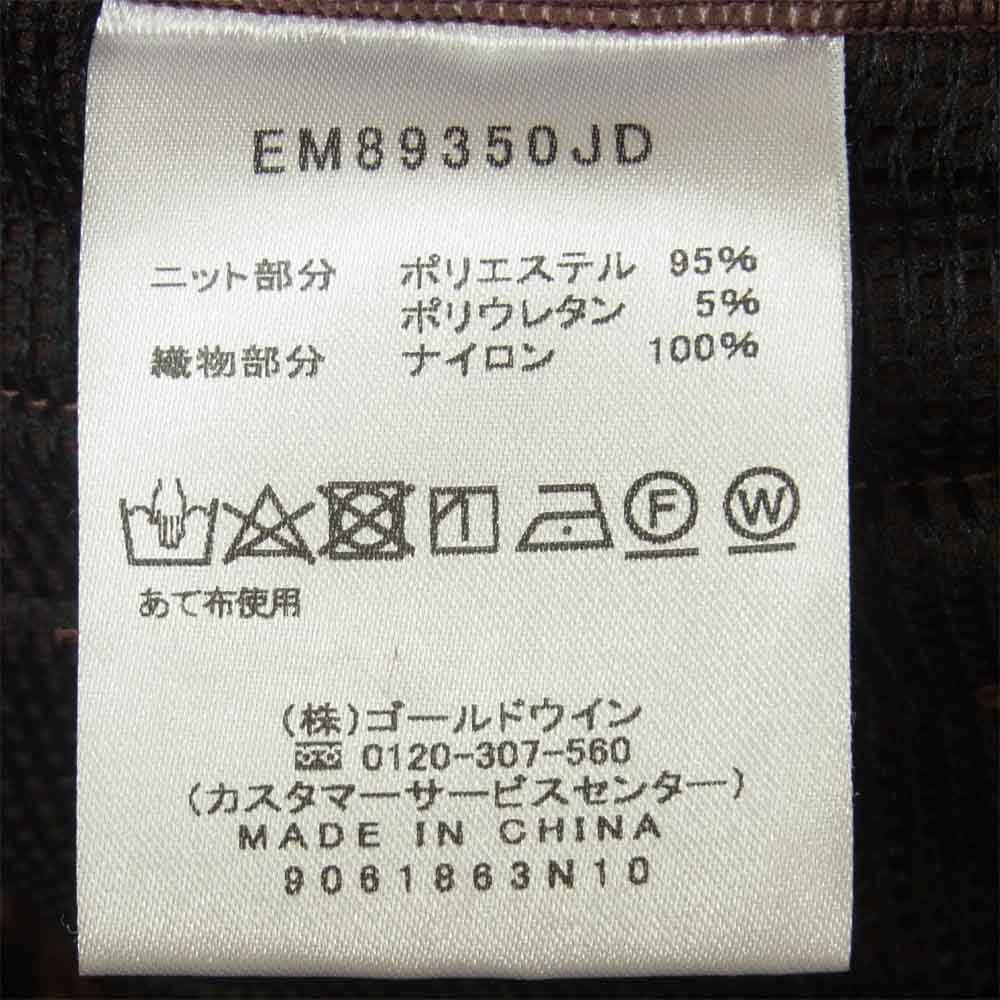 EM89350JD
ニット部分 ポリエステル 95%
ポリウレタン 5%
織物部分 ナイロン 100%
F W
あて布使用
(株)ゴールドウイン
0120-307-560
(カスタマーサービスセンター)
MADE IN CHINA
9061863N10